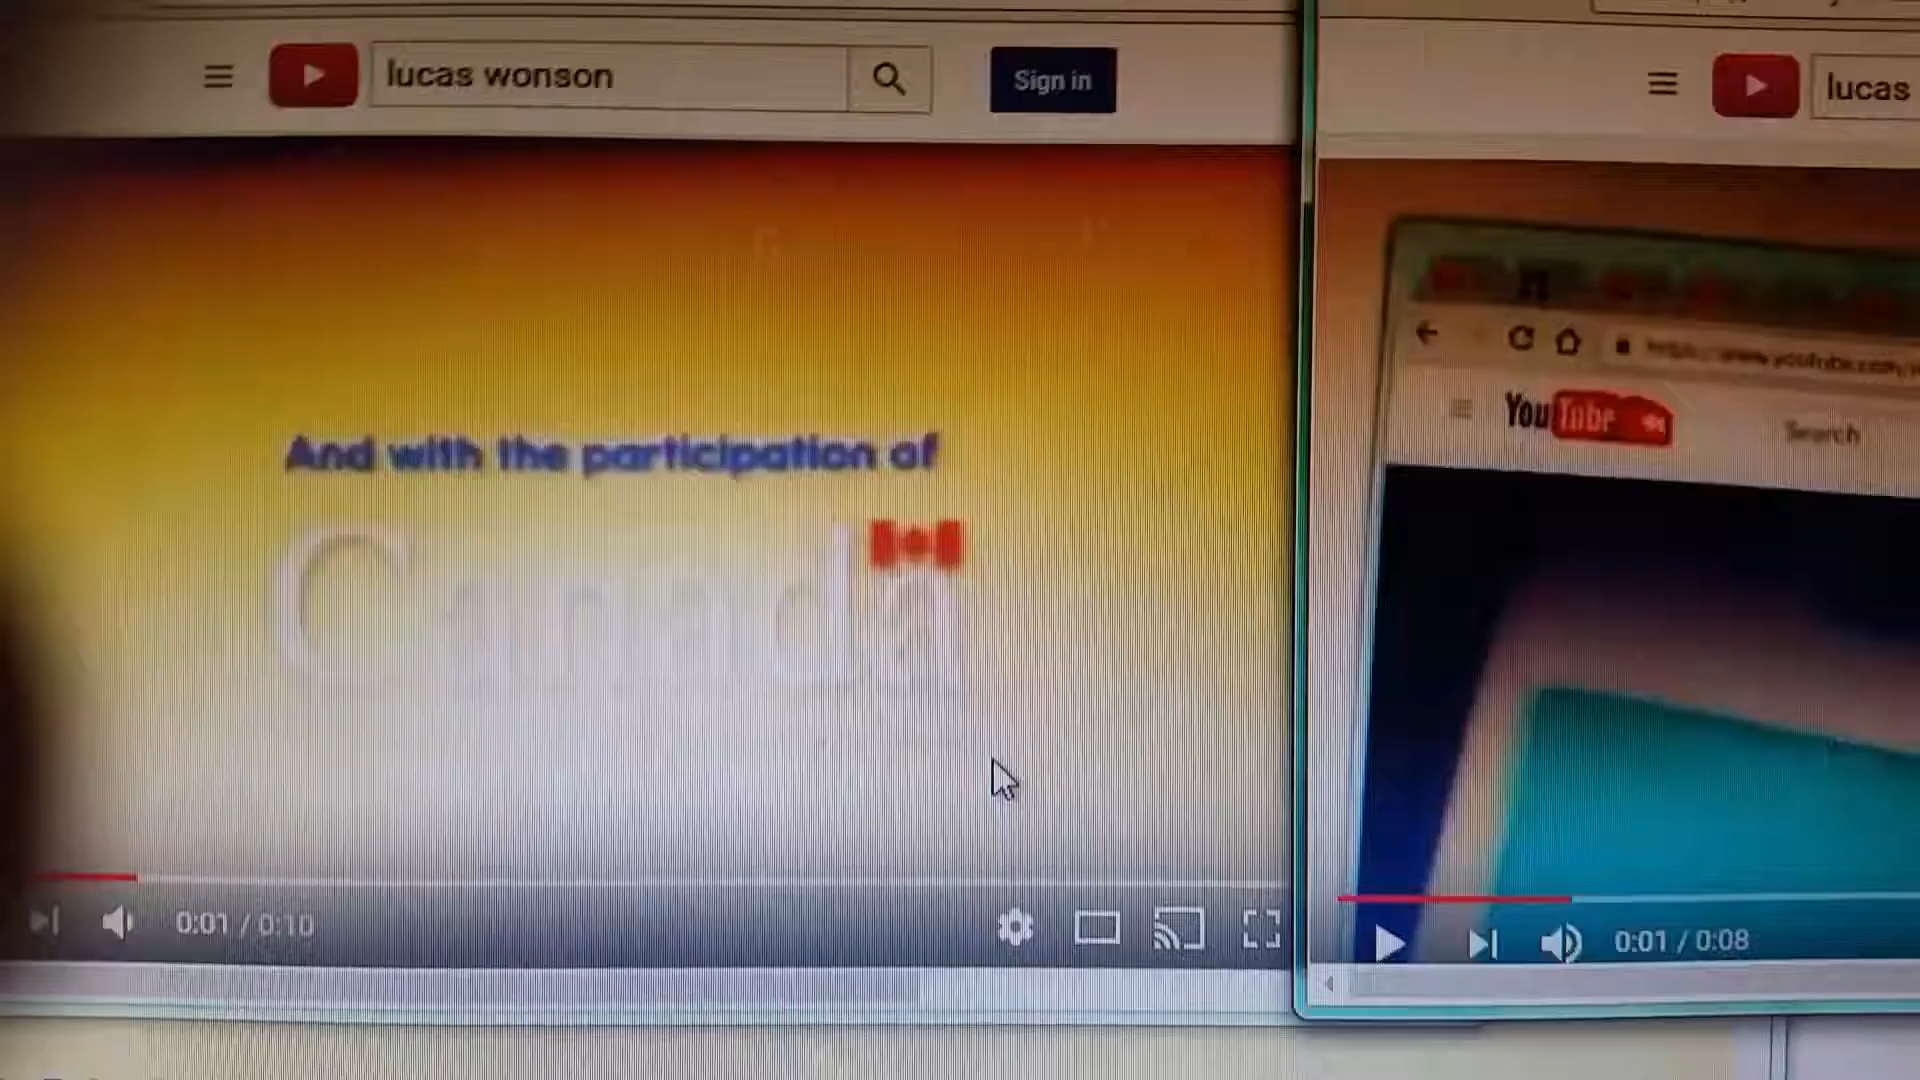 lucas wonson
Sign in
lucas
And with the participation of
Canada
YouTube
Search
0:01 / 0:10
0:01 / 0:08